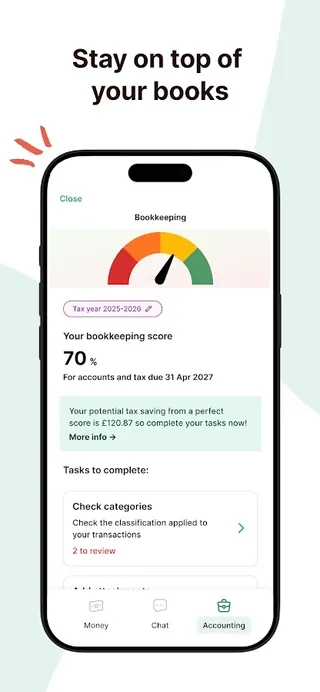 Stay on top of
your books
Close
Bookkeeping
Tax year 2025-2026
Your bookkeeping score
70 %
For accounts and tax due 31 Apr 2027
Your potential tax saving from a perfect
score is £120.87 so complete your tasks now!
More info →
Tasks to complete:
Check categories
Check the classification applied to
your transactions
2 to review
Money
Chat
Accounting